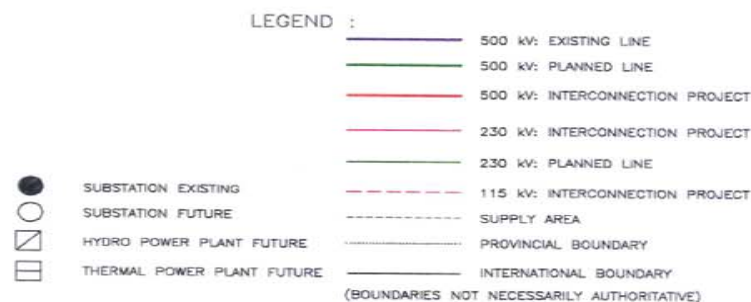 LEGEND :
500 kV: EXISTING LINE
500 kV: PLANNED LINE
500 kV: INTERCONNECTION PROJECT
230 kV: INTERCONNECTION PROJECT
230 kV: PLANNED LINE
115 kV: INTERCONNECTION PROJECT
SUPPLY AREA
PROVINCIAL BOUNDARY
INTERNATIONAL BOUNDARY
(BOUNDARIES NOT NECESSARILY AUTHORITATIVE)
SUBSTATION EXISTING
SUBSTATION FUTURE
HYDRO POWER PLANT FUTURE
THERMAL POWER PLANT FUTURE